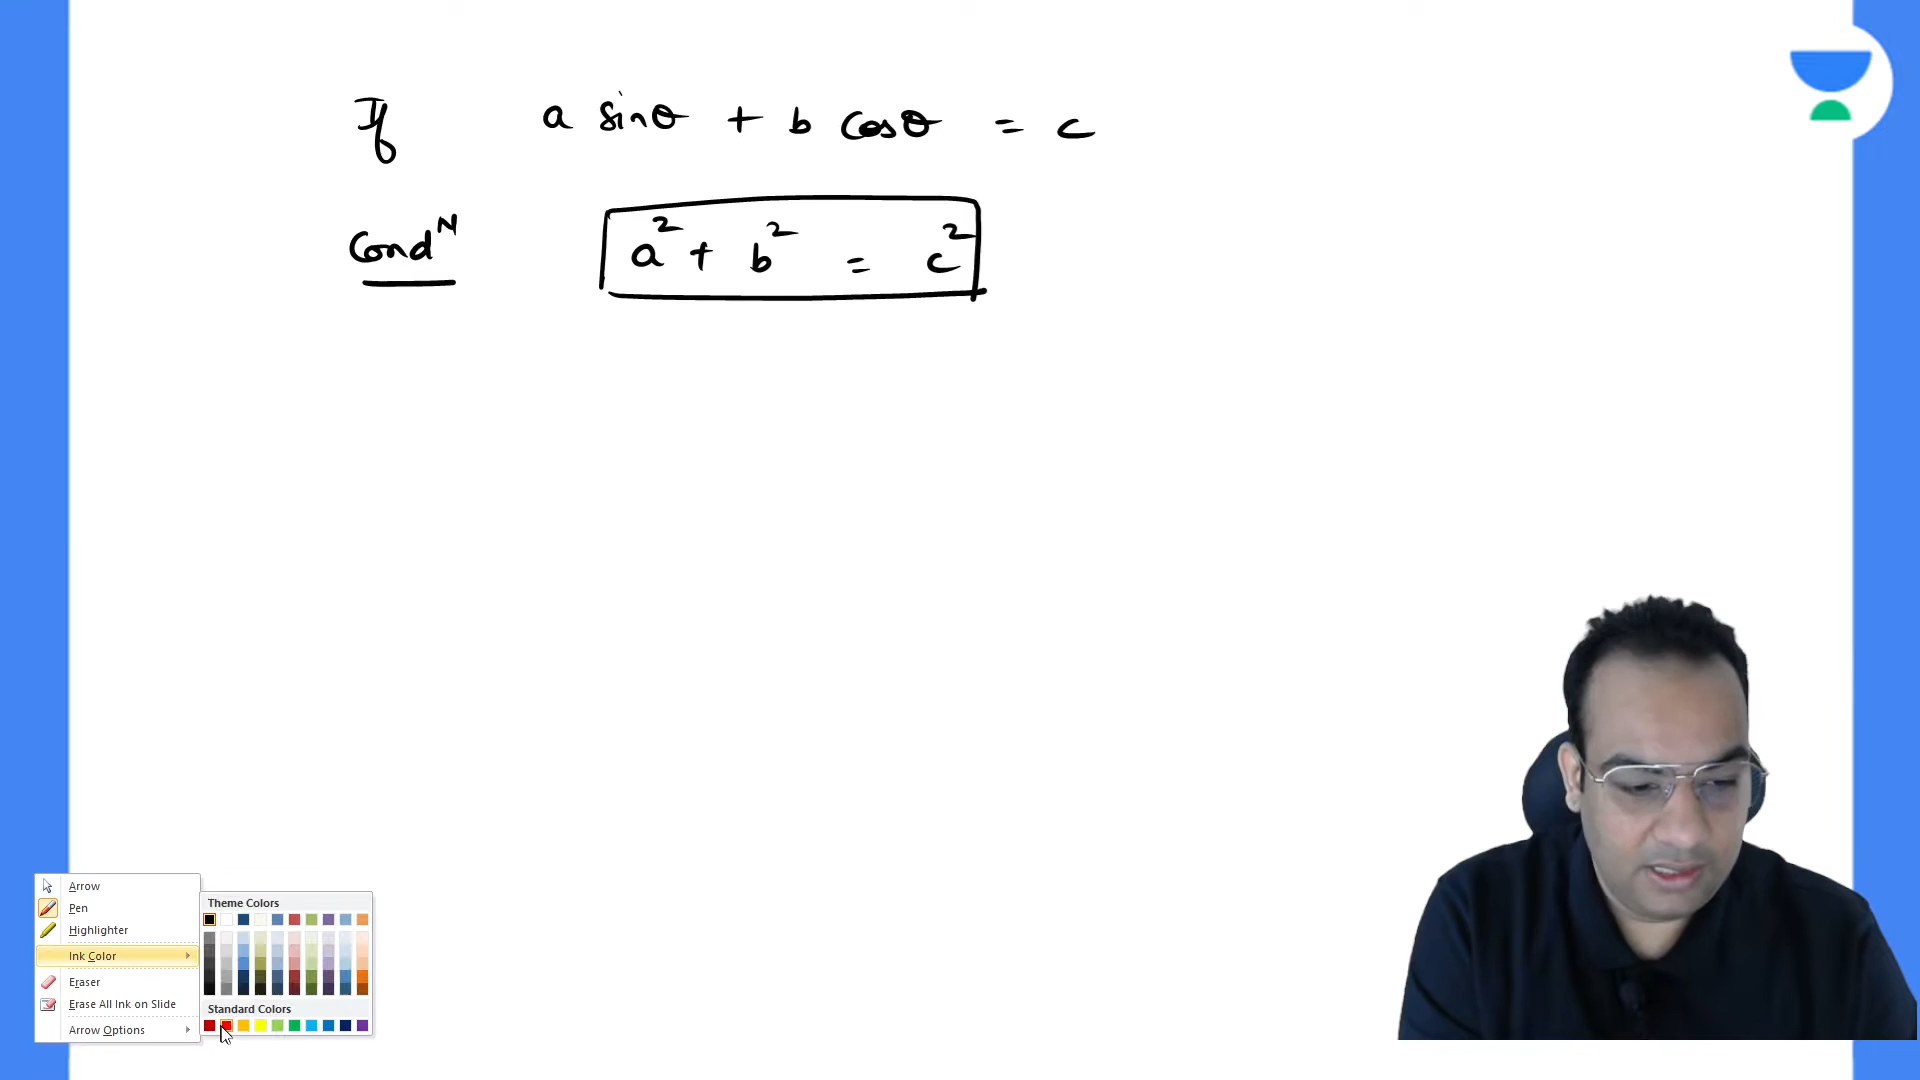 If a sinθ + b cosθ = c
Condᴺ a² + b² = c²
Arrow
Pen
Highlighter
Ink Color
Eraser
Erase All Ink on Slide
Arrow Options
Theme Colors
Standard Colors